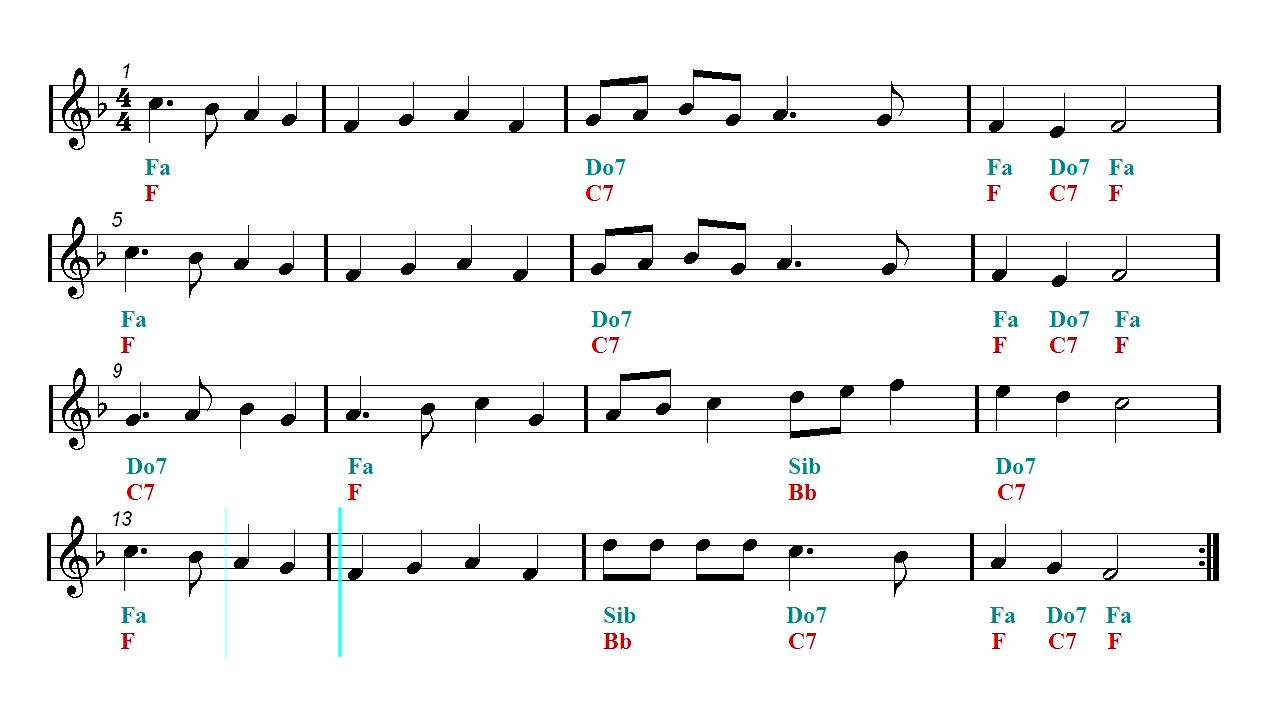 1
4
4
Fa Do7 Fa Do7 Fa
F C7 F C7 F
5
Fa Do7 Fa Do7 Fa
F C7 F C7 F
9
Do7 Fa Sib Do7
C7 F Bb C7
13
Fa Sib Do7 Fa Do7 Fa
F Bb C7 F C7 F